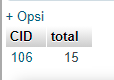 + Opsi
CID total
106 15